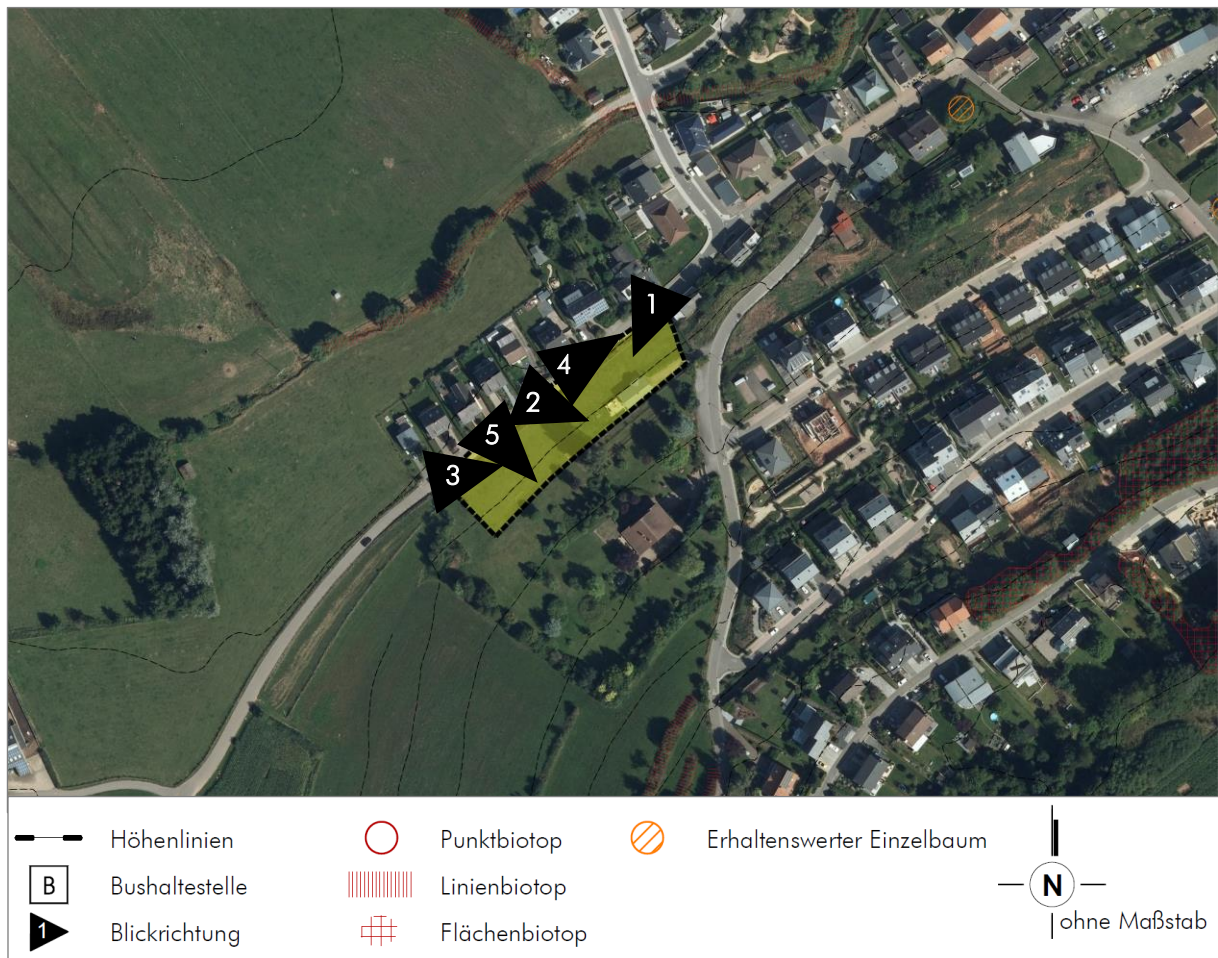 1
4
2
5
3
Höhenlinien
Punktbiotop
Erhaltenswerter Einzelbaum
B
Bushaltestelle
Linienbiotop
N
1
Blickrichtung
Flächenbiotop
ohne Maßstab